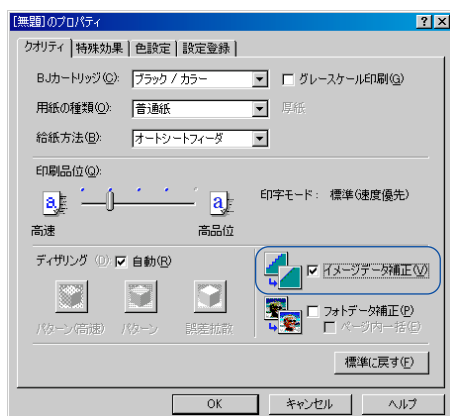 [無題]のプロパティ
クオリティ 特殊効果 色設定 設定登録
BJカートリッジ(C): ブラック / カラー グレースケール印刷(G)
用紙の種類(O): 普通紙 厚紙
給紙方法(B): オートシートフィーダ
印刷品位(Q):
a a
印字モード : 標準(速度優先)
高速 高品位
ディザリング (D) 自動(R)
イメージデータ補正(V)
フォトデータ補正(P)
ページ内一括(E)
パターン(高速) パターン 誤差拡散
標準に戻す(F)
OK キャンセル ヘルプ